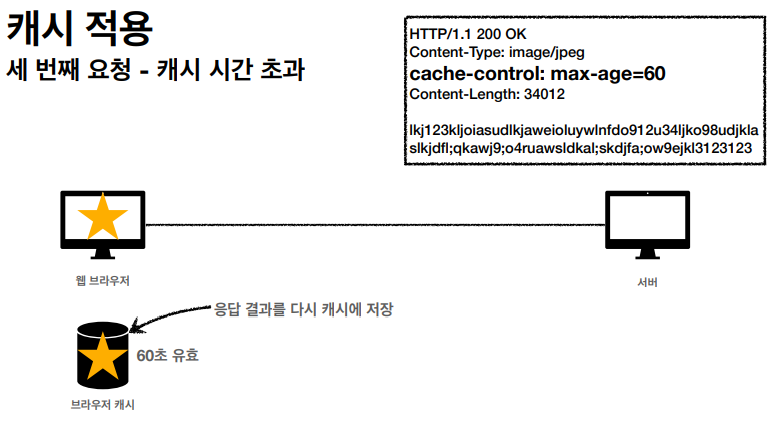 캐시 적용
세 번째 요청 - 캐시 시간 초과
HTTP/1.1 200 OK
Content-Type: image/jpeg
cache-control: max-age=60
Content-Length: 34012
lkj123kljoiasudlkjaweioluywlnfdo912u34ljko98udjkla
slkjdfl;qkawj9;o4ruawsldkal;skdjfa;ow9ejkl3123123
웹 브라우저
서버
응답 결과를 다시 캐시에 저장
60초 유효
브라우저 캐시